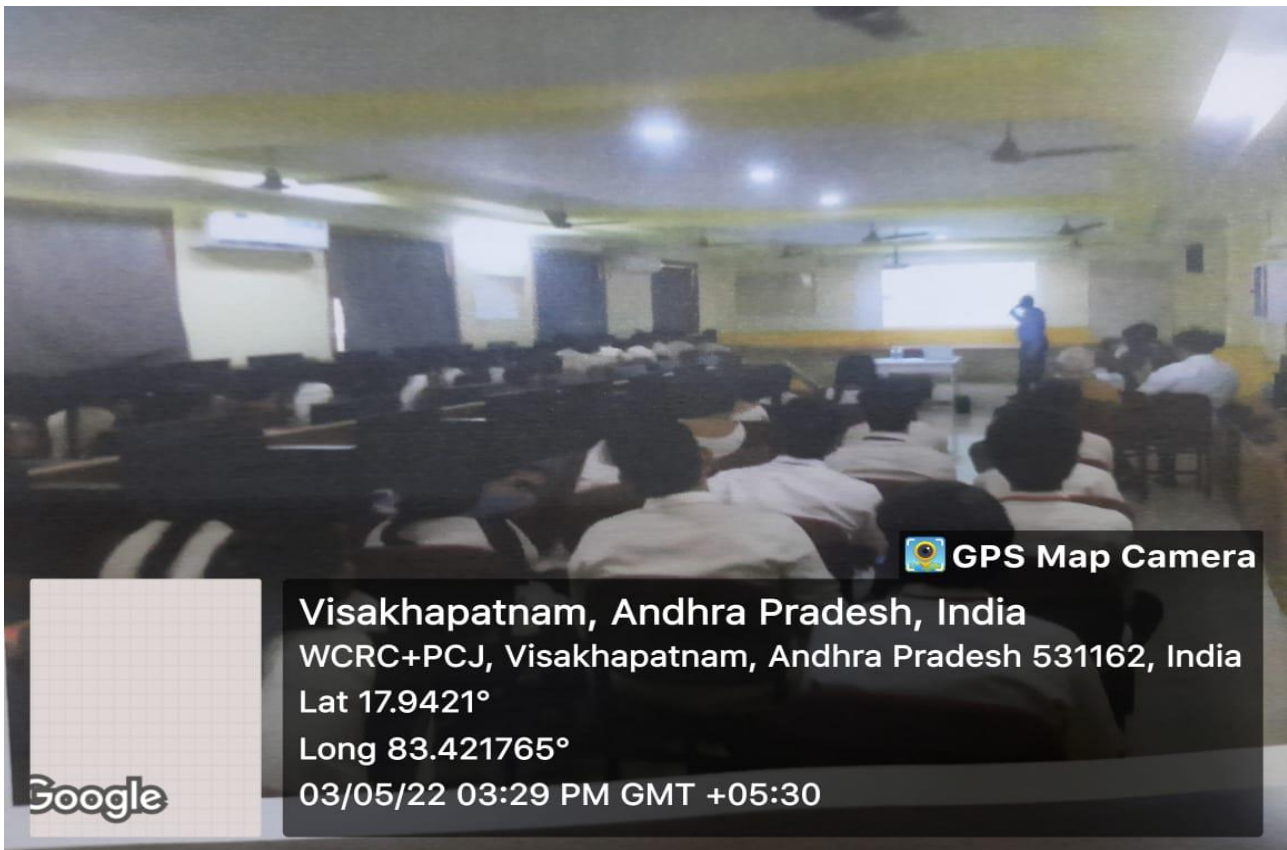 GPS Map Camera
Visakhapatnam, Andhra Pradesh, India
WCRC+PCJ, Visakhapatnam, Andhra Pradesh 531162, India
Lat 17.9421°
Long 83.421765°
03/05/22 03:29 PM GMT +05:30
Google